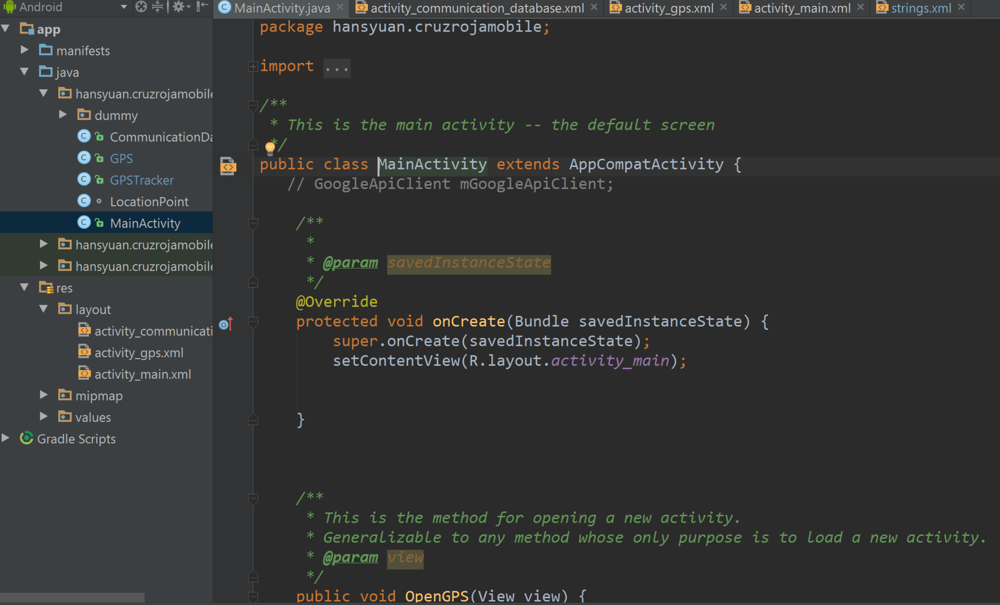 Android
app
manifests
java
hansyuan.cruzrojamobile
dummy
CommunicationDa
GPS
GPSTracker
LocationPoint
MainActivity
hansyuan.cruzrojamobile
hansyuan.cruzrojamobile
res
layout
activity_communicati
activity_gps.xml
activity_main.xml
mipmap
values
Gradle Scripts
MainActivity.java activity_communication_database.xml activity_gps.xml activity_main.xml strings.xml
package hansyuan.cruzrojamobile;
import ...
/**
* This is the main activity -- the default screen
*/
public class MainActivity extends AppCompatActivity {
// GoogleApiClient mGoogleApiClient;
/**
*
* @param savedInstanceState
*/
@Override
protected void onCreate(Bundle savedInstanceState) {
super.onCreate(savedInstanceState);
setContentView(R.layout.activity_main);
}
/**
* This is the method for opening a new activity.
* Generalizable to any method whose only purpose is to load a new activity.
* @param view
*/
public void OpenGPS(View view) {